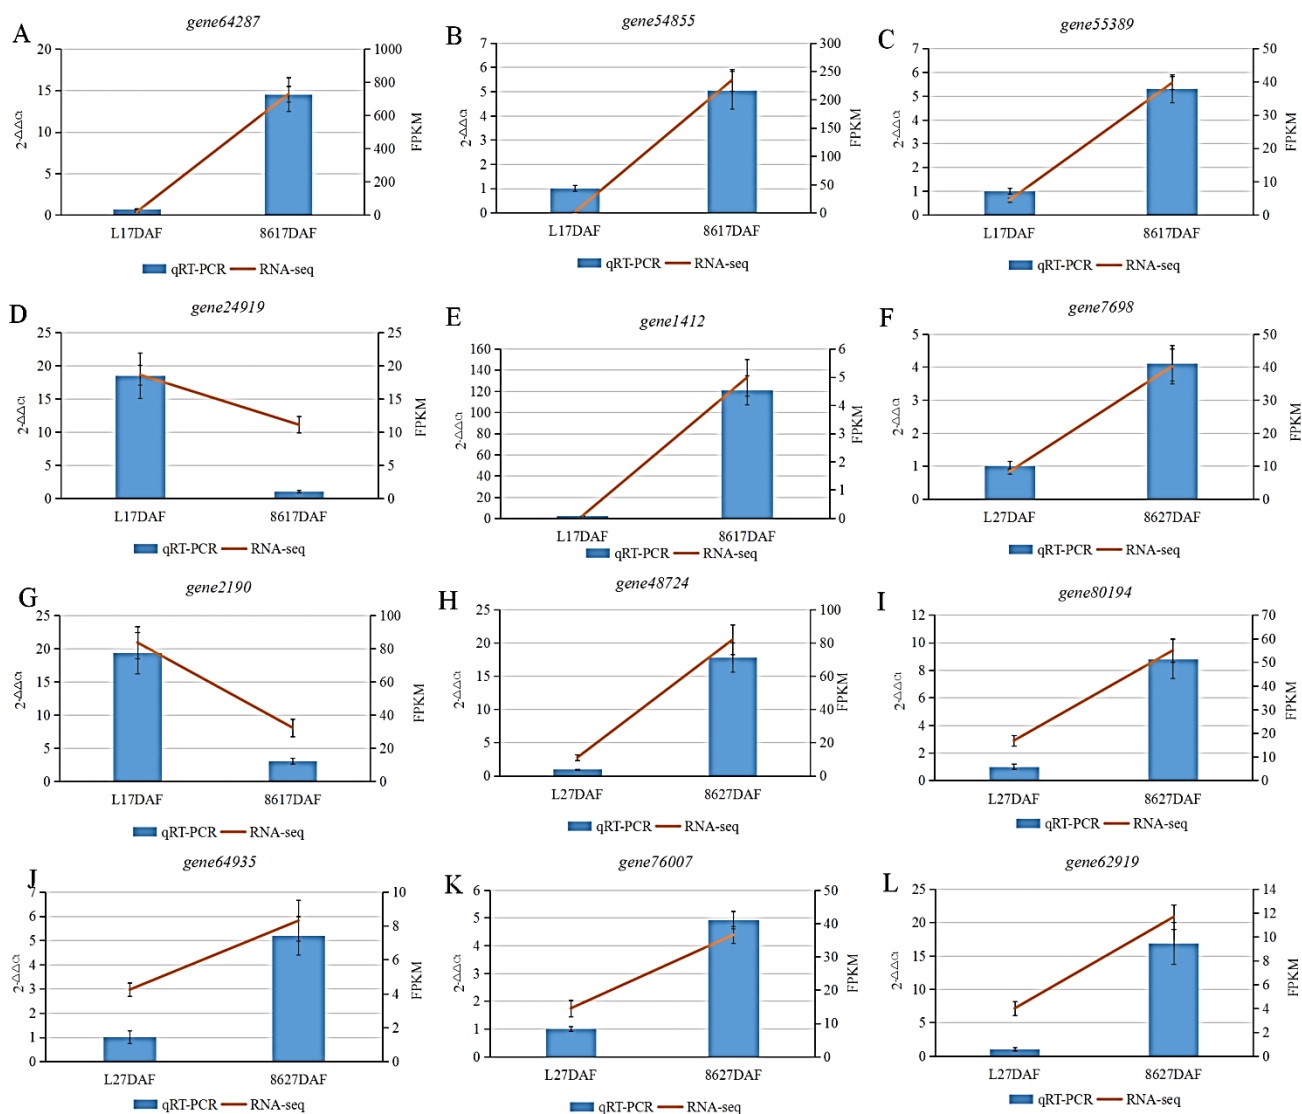 A
gene64287
20
15
10
5
0
2-△△Ct
1000
800
600
400
200
0
FPKM
L17DAF 8617DAF
qRT-PCR RNA-seq
B
gene54855
7
6
5
4
3
2
1
0
2-△△Ct
300
250
200
150
100
50
0
FPKM
L17DAF 8617DAF
qRT-PCR RNA-seq
C
gene55389
7
6
5
4
3
2
1
0
2-△△Ct
50
40
30
20
10
0
FPKM
L17DAF 8617DAF
qRT-PCR RNA-seq
D
gene24919
25
20
15
10
5
0
2-△△Ct
25
20
15
10
5
0
FPKM
L17DAF 8617DAF
qRT-PCR RNA-seq
E
gene1412
160
140
120
100
80
60
40
20
0
2-△△Ct
6
5
4
3
2
1
0
FPKM
L17DAF 8617DAF
qRT-PCR RNA-seq
F
gene7698
5
4
3
2
1
0
2-△△Ct
50
40
30
20
10
0
FPKM
L27DAF 8627DAF
qRT-PCR RNA-seq
G
gene2190
25
20
15
10
5
0
2-△△Ct
100
80
60
40
20
0
FPKM
L17DAF 8617DAF
qRT-PCR RNA-seq
H
gene48724
25
20
15
10
5
0
2-△△Ct
100
80
60
40
20
0
FPKM
L27DAF 8627DAF
qRT-PCR RNA-seq
I
gene80194
12
10
8
6
4
2
0
2-△△Ct
70
60
50
40
30
20
10
0
FPKM
L27DAF 8627DAF
qRT-PCR RNA-seq
J
gene64935
7
6
5
4
3
2
1
0
2-△△Ct
10
8
6
4
2
0
FPKM
L27DAF 8627DAF
qRT-PCR RNA-seq
K
gene76007
6
5
4
3
2
1
0
2-△△Ct
50
40
30
20
10
0
FPKM
L27DAF 8627DAF
qRT-PCR RNA-seq
L
gene62919
25
20
15
10
5
0
2-△△Ct
14
12
10
8
6
4
2
0
FPKM
L27DAF 8627DAF
qRT-PCR RNA-seq